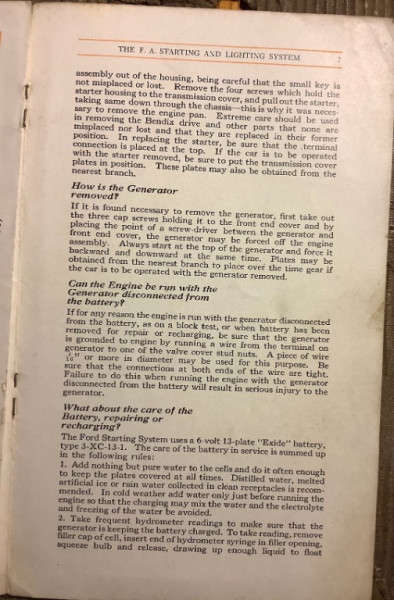 THE F. A. STARTING AND LIGHTING SYSTEM 7
assembly out of the housing, being careful that the small key is
not misplaced or lost. Remove the four screws which hold the
starter housing to the transmission cover, and pull out the starter,
taking same down through the chassis—this is why it was neces-
sary to remove the engine pan. Extreme care should be used
in removing the Bendix drive and other parts that none are
misplaced nor lost and that they are replaced in their former
position. In replacing the starter, be sure that the terminal
connection is placed at the top. If the car is to be operated
with the starter removed, be sure to put the transmission cover
plates in position. These plates may also be obtained from the
nearest branch.
How is the Generator
removed?
If it is found necessary to remove the generator, first take out
the three cap screws holding it to the front end cover and by
placing the point of a screw-driver between the generator and
front end cover, the generator may be forced off the engine
assembly. Always start at the top of the generator and force it
backward and downward at the same time. Plates may be
obtained from the nearest branch to place over the time gear if
the car is to be operated with the generator removed.
Can the Engine be run with the
Generator disconnected from
the battery?
If for any reason the engine is run with the generator disconnected
from the battery, as on a block test, or when battery has been
removed for repair or recharging, be sure that the generator
is grounded to engine by running a wire from the terminal on
generator to one of the valve cover stud nuts. A piece of wire
1/16" or more in diameter may be used for this purpose. Be
sure that the connections at both ends of the wire are tight.
Failure to do this when running the engine with the generator
disconnected from the battery will result in serious injury to the
generator.
What about the care of the
Battery, repairing or
recharging?
The Ford Starting System uses a 6-volt 13-plate "Exide" battery,
type 3-XC-13-1. The care of the battery in service is summed up
in the following rules:
1. Add nothing but pure water to the cells and do it often enough
to keep the plates covered at all times. Distilled water, melted
artificial ice or rain water collected in clean receptacles is recom-
mended. In cold weather add water only just before running the
engine so that the charging may mix the water and the electrolyte
and freezing of the water be avoided.
2. Take frequent hydrometer readings to make sure that the
generator is keeping the battery charged. To take reading, remove
filler cap of cell, insert end of hydrometer syringe in filler opening,
squeeze bulb and release, drawing up enough liquid to float